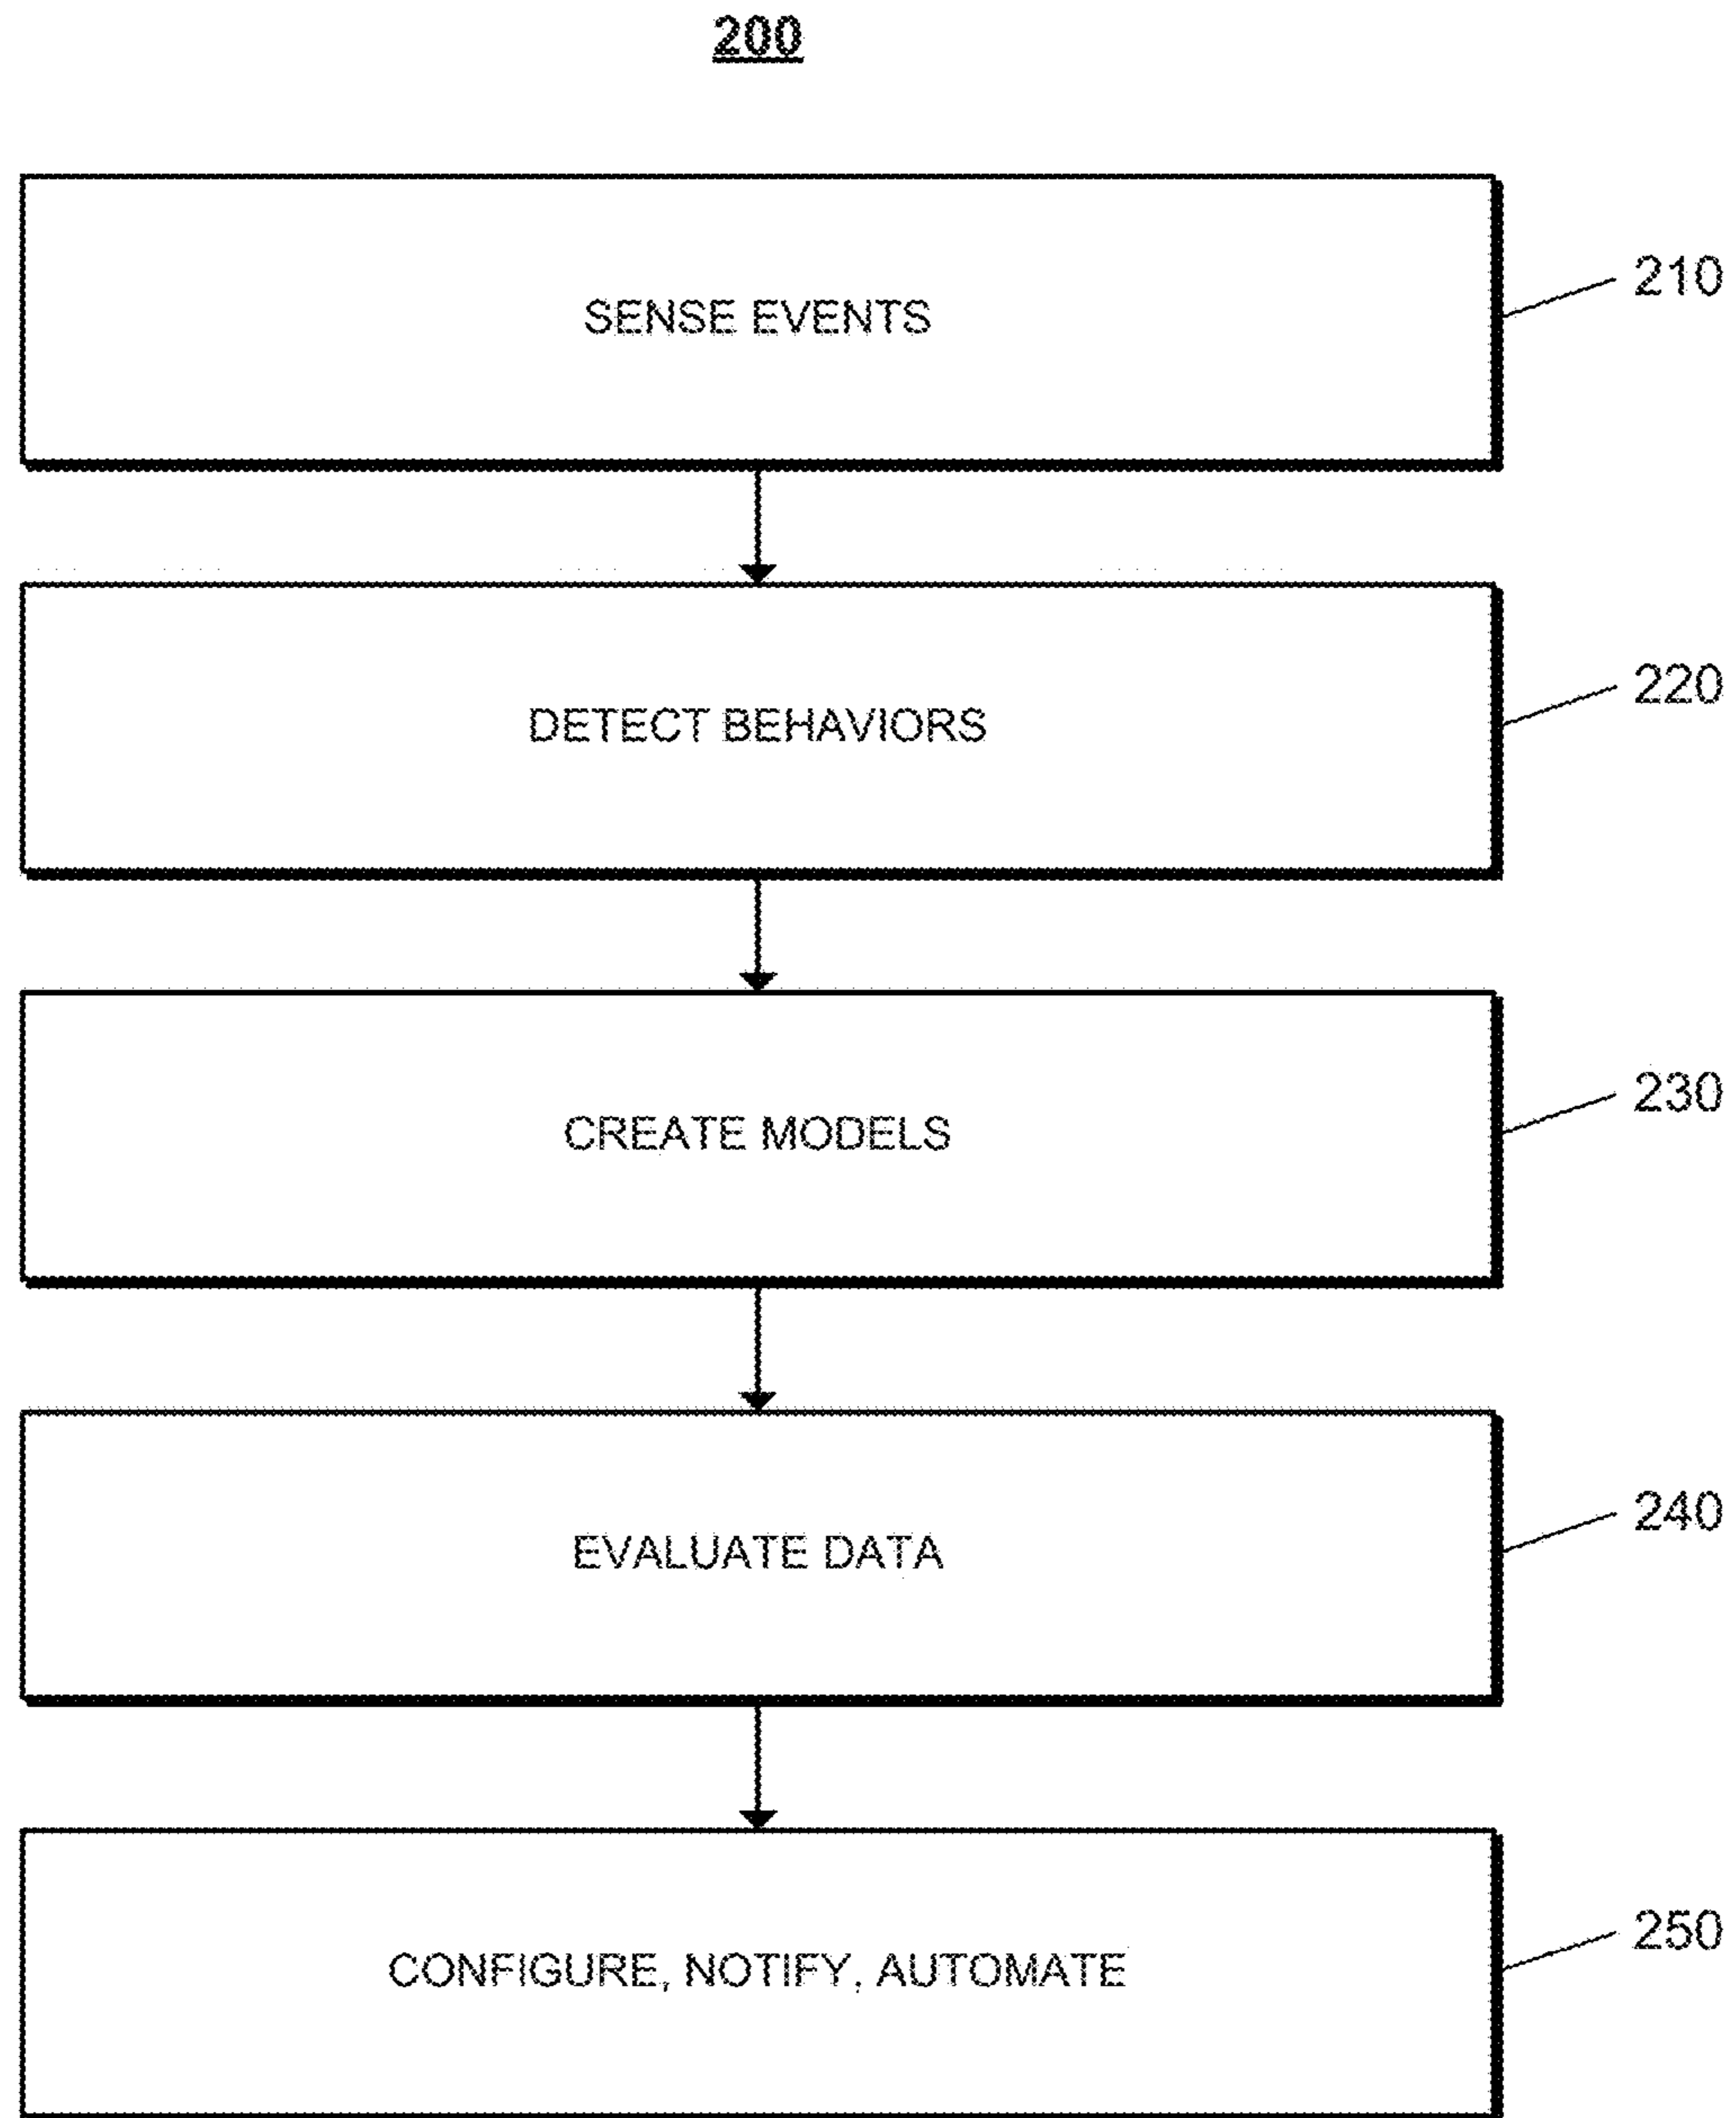 200
SENSE EVENTS
210
DETECT BEHAVIORS
220
CREATE MODELS
230
EVALUATE DATA
240
CONFIGURE, NOTIFY, AUTOMATE
250